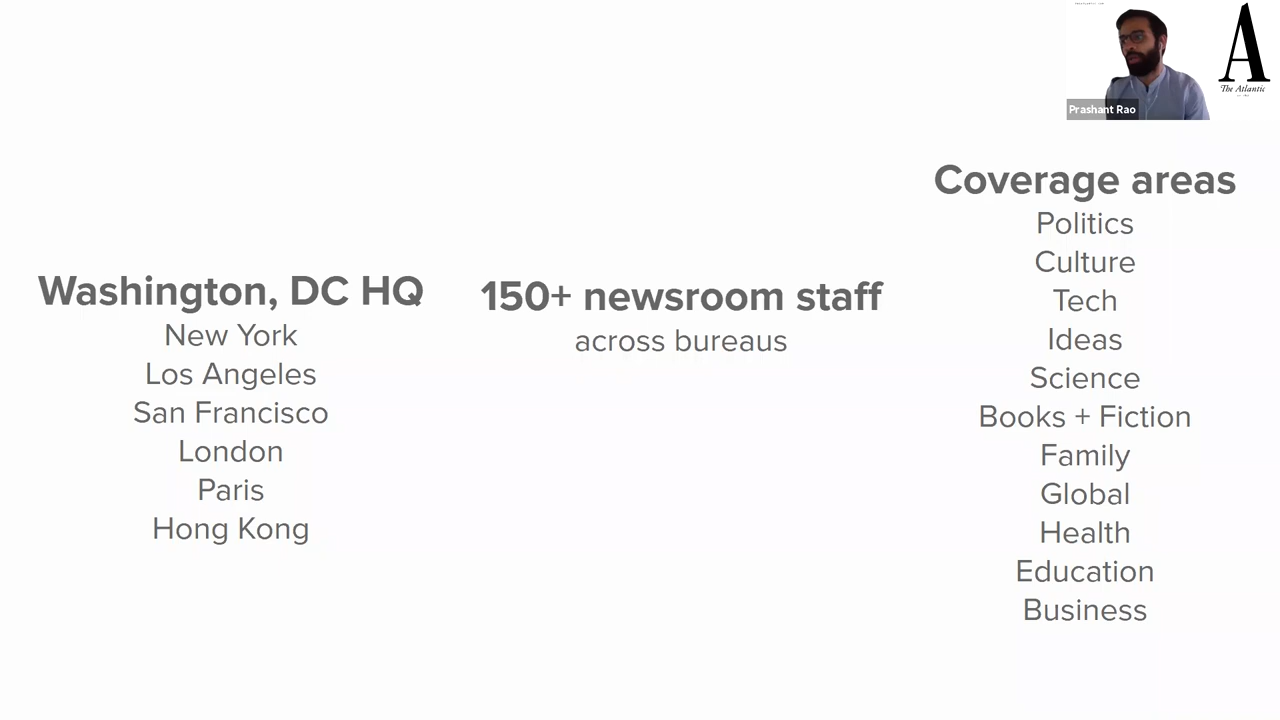 Prashant Rao
A
The Atlantic
Washington, DC HQ
New York
Los Angeles
San Francisco
London
Paris
Hong Kong
150+ newsroom staff
across bureaus
Coverage areas
Politics
Culture
Tech
Ideas
Science
Books + Fiction
Family
Global
Health
Education
Business